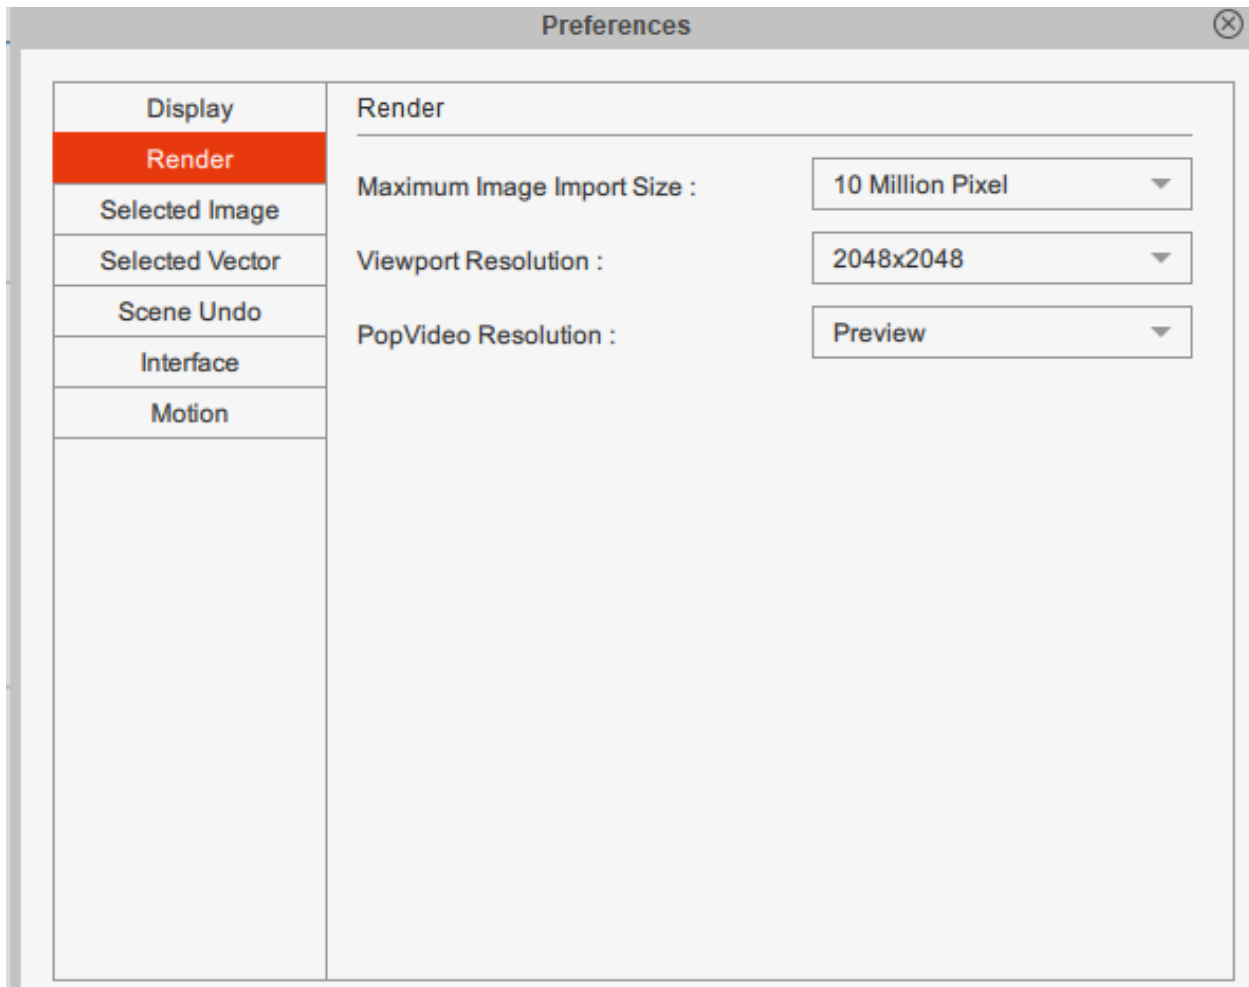 Preferences
Display
Render
Selected Image
Selected Vector
Scene Undo
Interface
Motion
Render
Maximum Image Import Size :
10 Million Pixel
Viewport Resolution :
2048x2048
PopVideo Resolution :
Preview